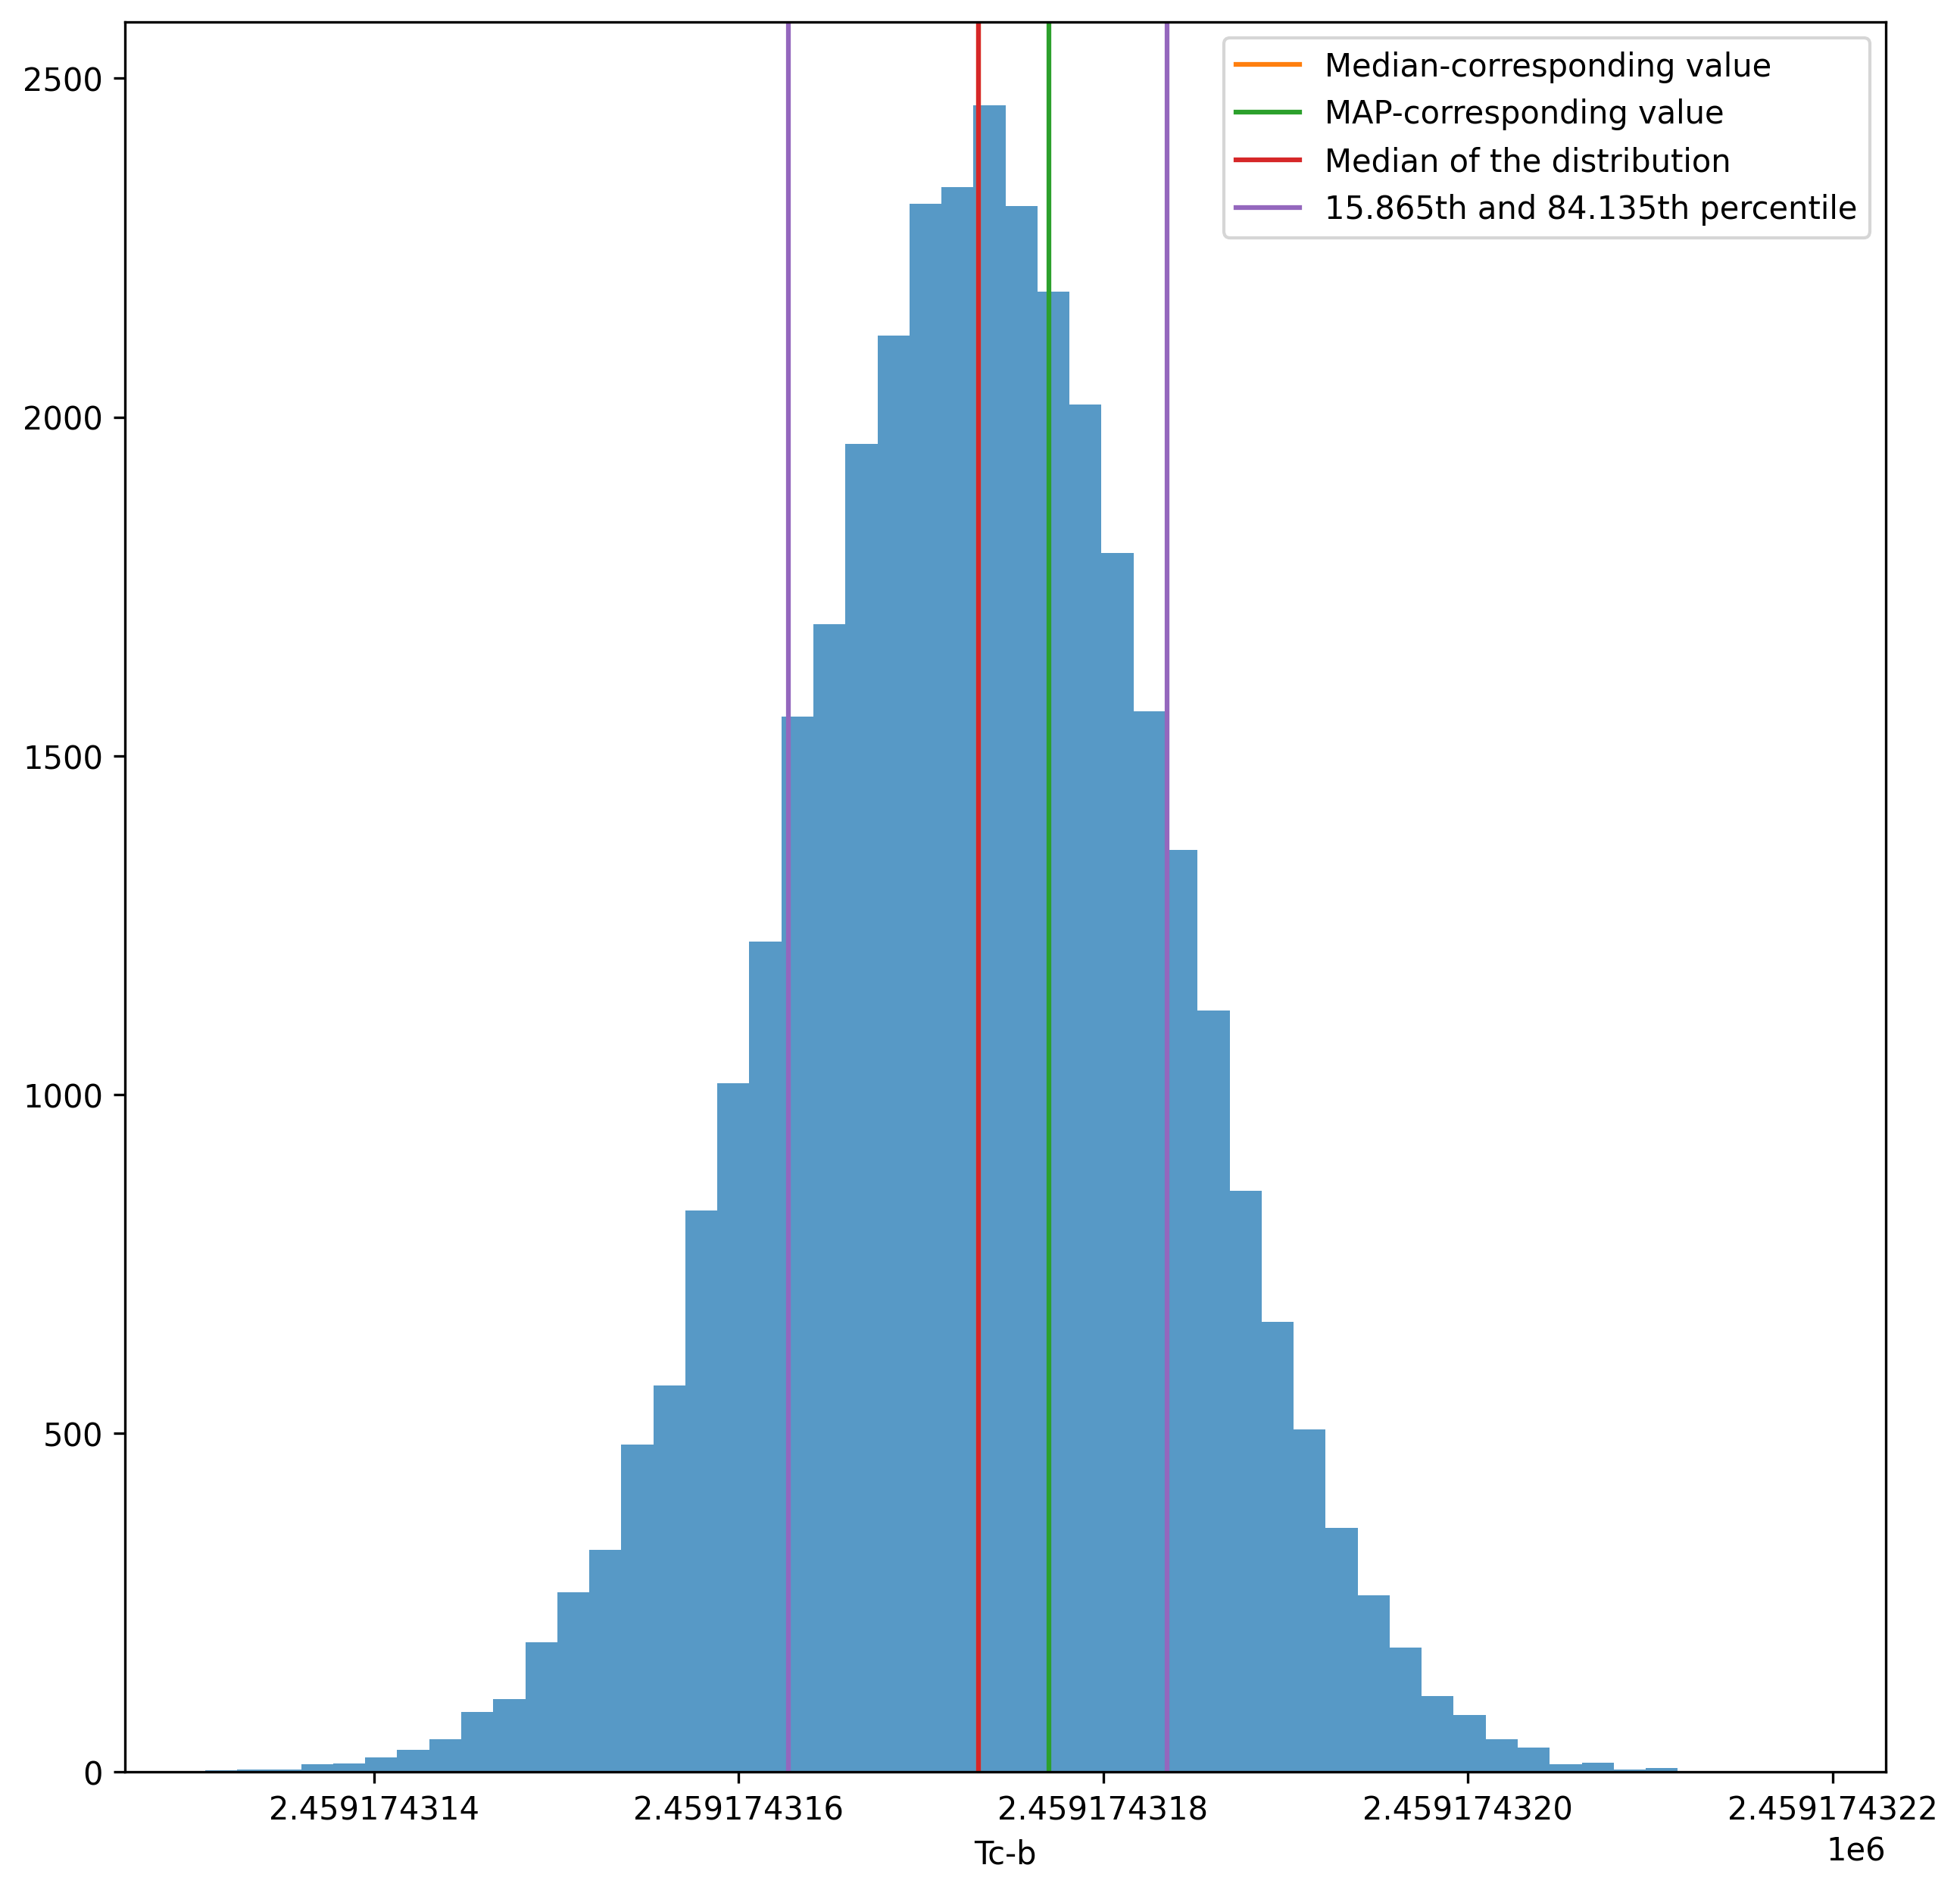 Median-corresponding value
MAP-corresponding value
Median of the distribution
15.865th and 84.135th percentile
2500
2000
1500
1000
500
0
2.459174314 2.459174316 2.459174318 2.459174320 2.459174322
Tc-b
1e6